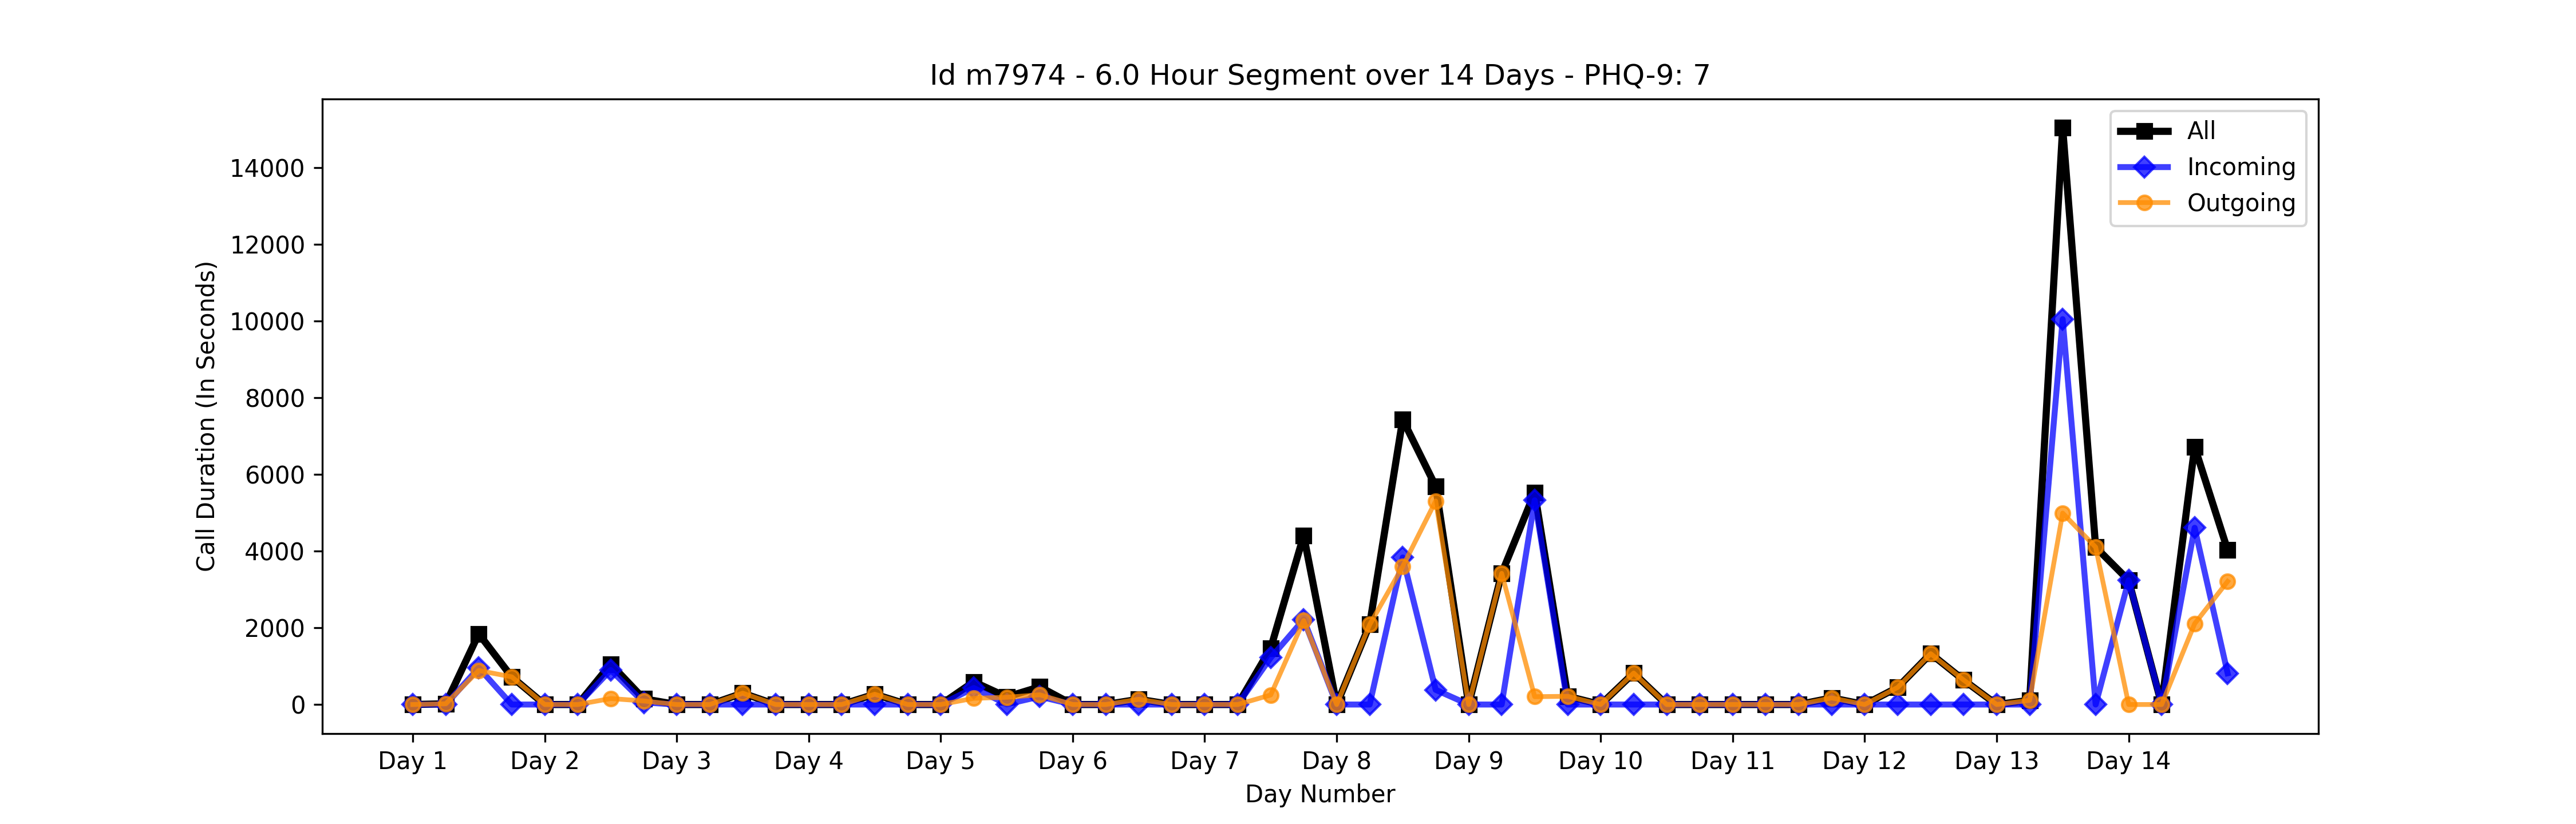 Id m7974 - 6.0 Hour Segment over 14 Days - PHQ-9: 7
All
Incoming
Outgoing
14000
12000
10000
8000
6000
4000
2000
0
Call Duration (In Seconds)
Day 1 Day 2 Day 3 Day 4 Day 5 Day 6 Day 7 Day 8 Day 9 Day 10 Day 11 Day 12 Day 13 Day 14
Day Number